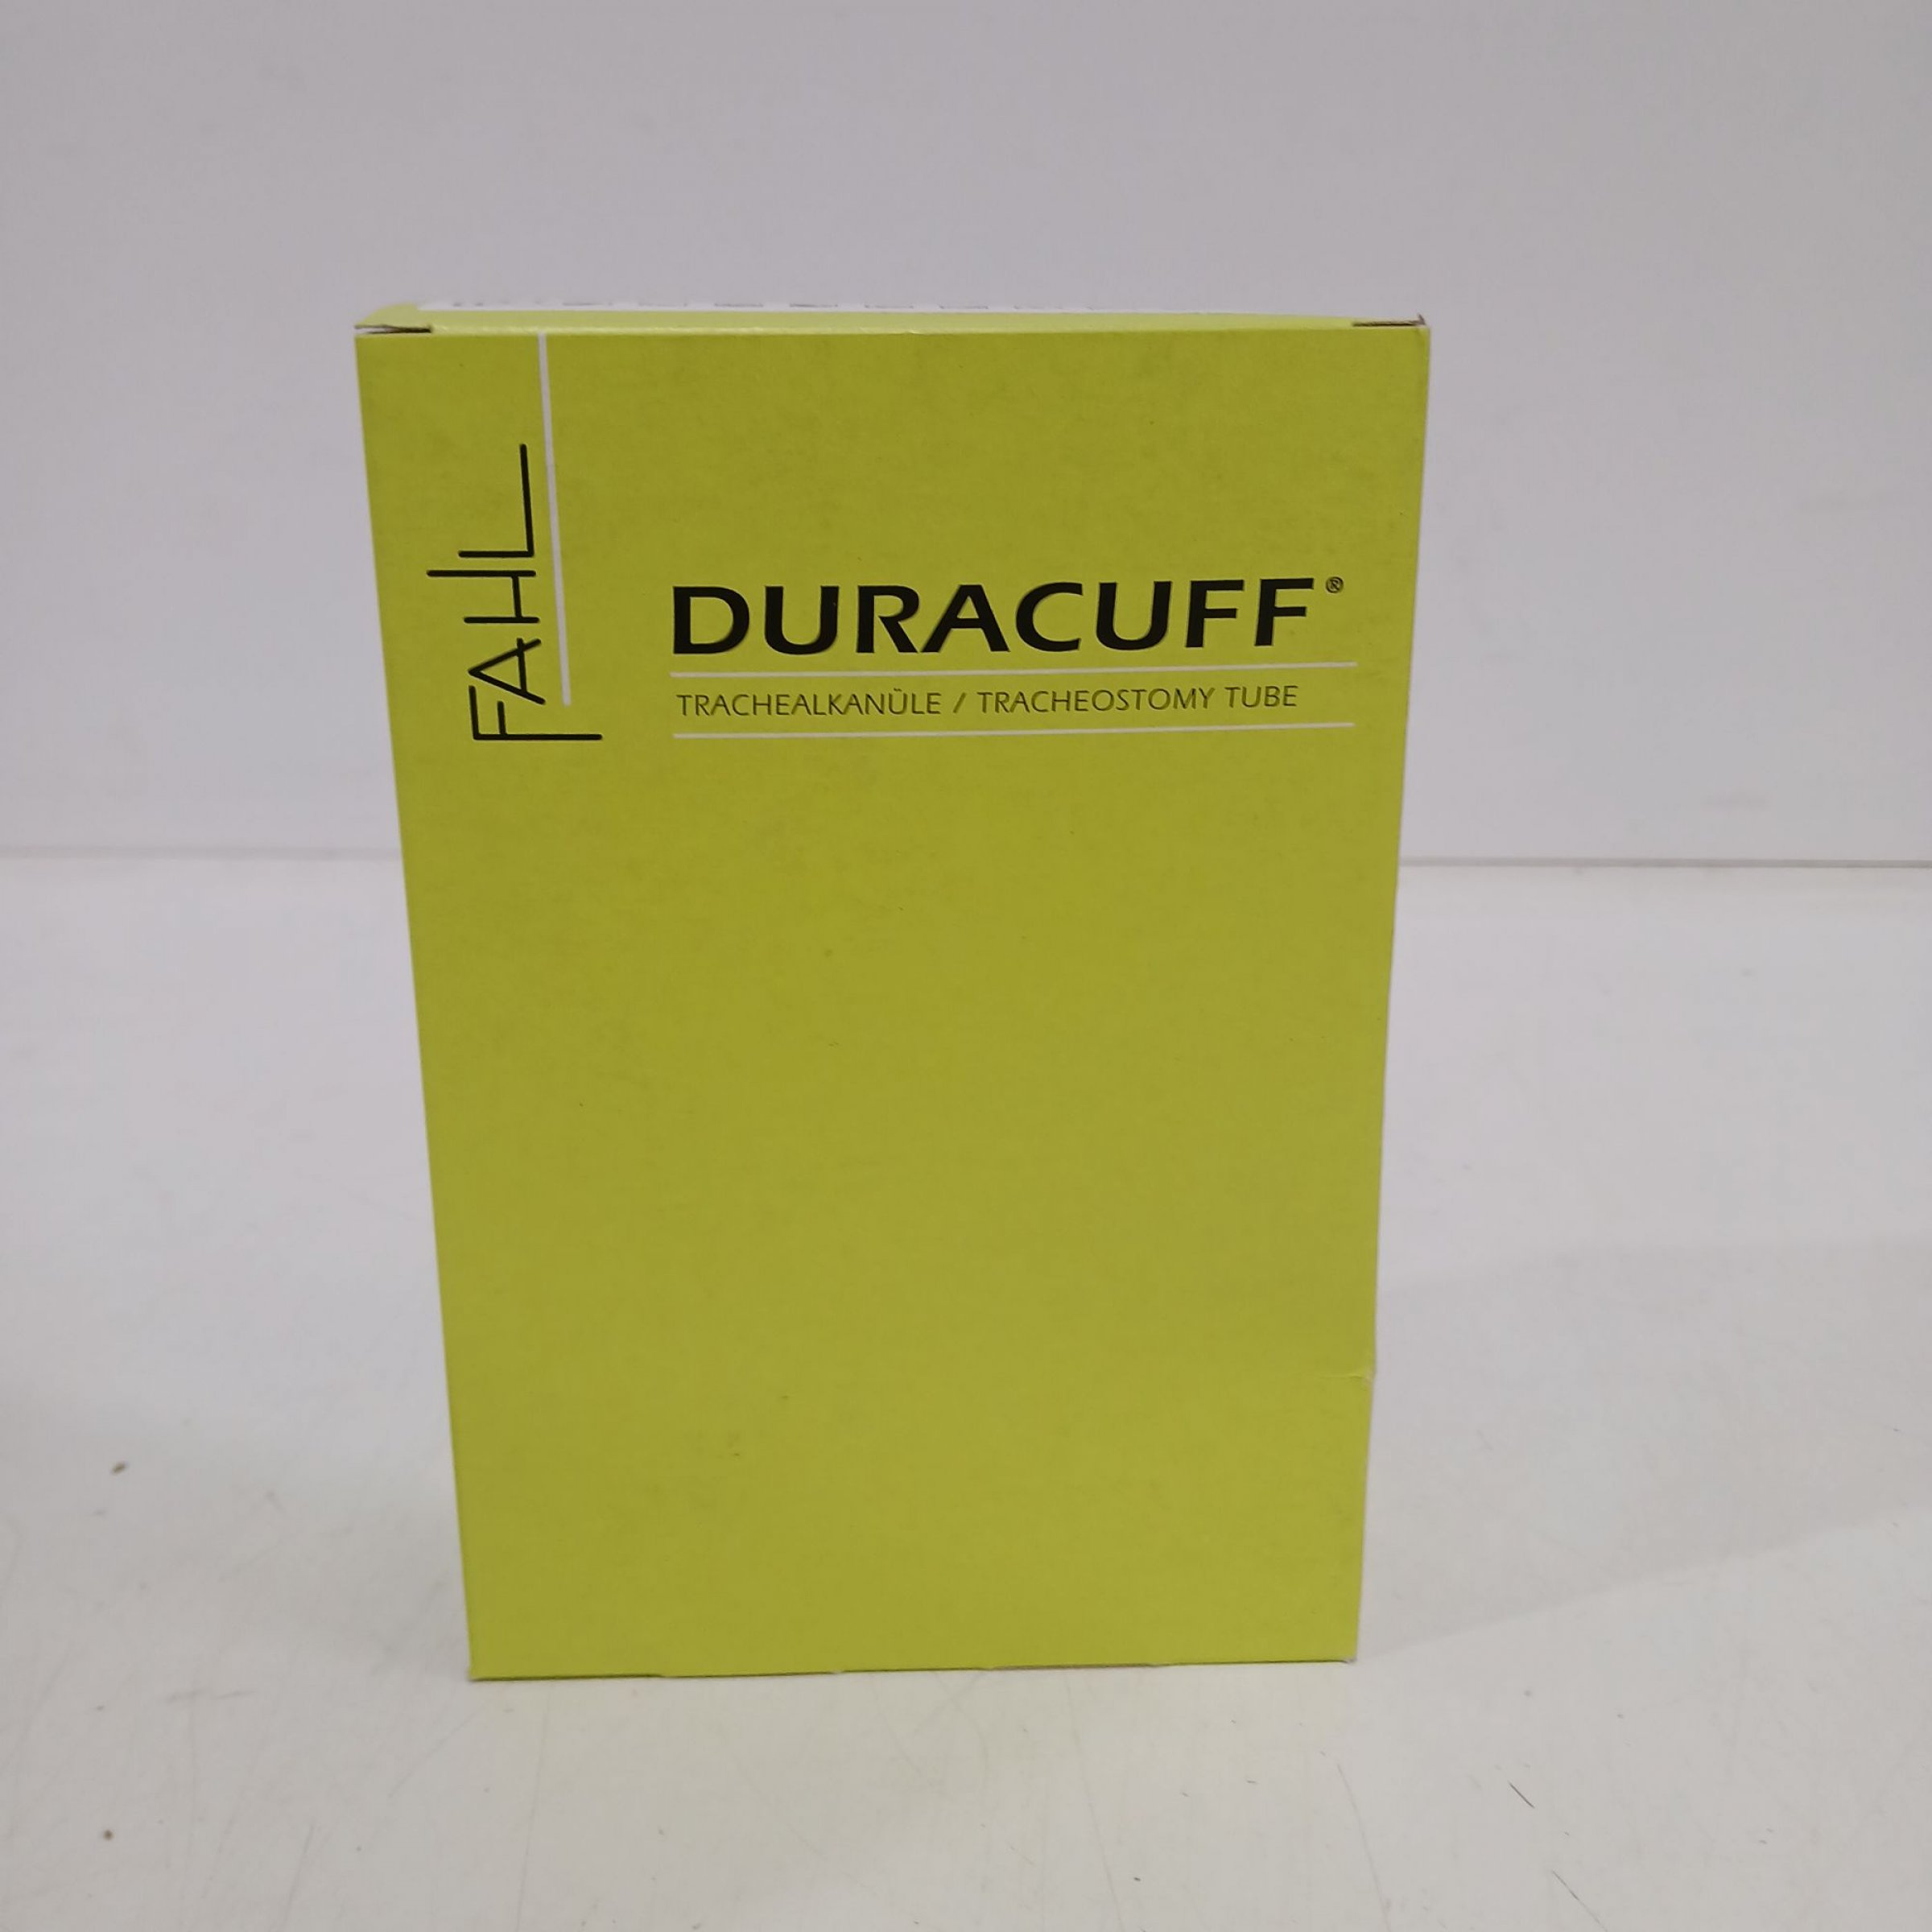 FAHL
DURACUFF®
TRACHEALKANÜLE / TRACHEOSTOMY TUBE